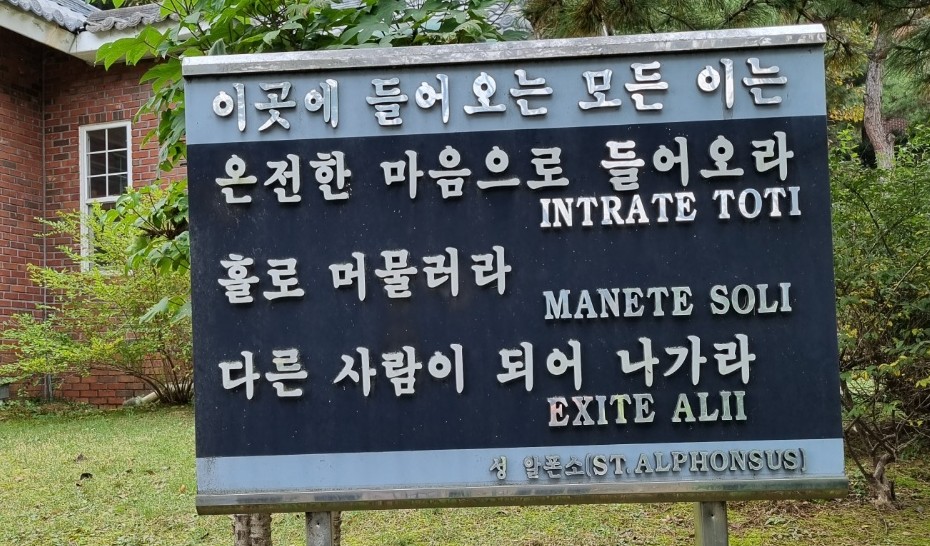 이곳에 들어오는 모든 이는
온전한 마음으로 들어오라
INTRATE TOTI
홀로 머물러라
MANETE SOLI
다른 사람이 되어 나가라
EXITE ALII
성 알폰소(ST. ALPHONSUS)